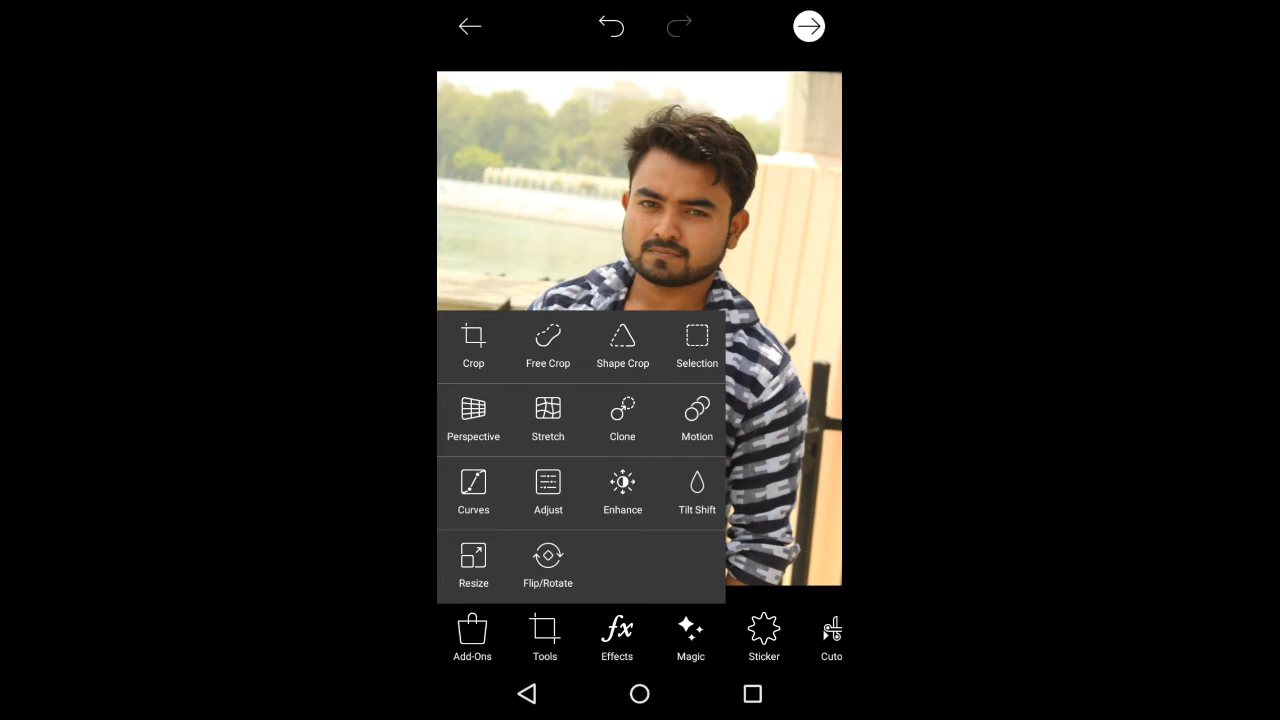 Crop Free Crop Shape Crop Selection
Perspective Stretch Clone Motion
Curves Adjust Enhance Tilt Shift
Resize Flip/Rotate
Add-Ons Tools fx Effects Magic Sticker Cuto